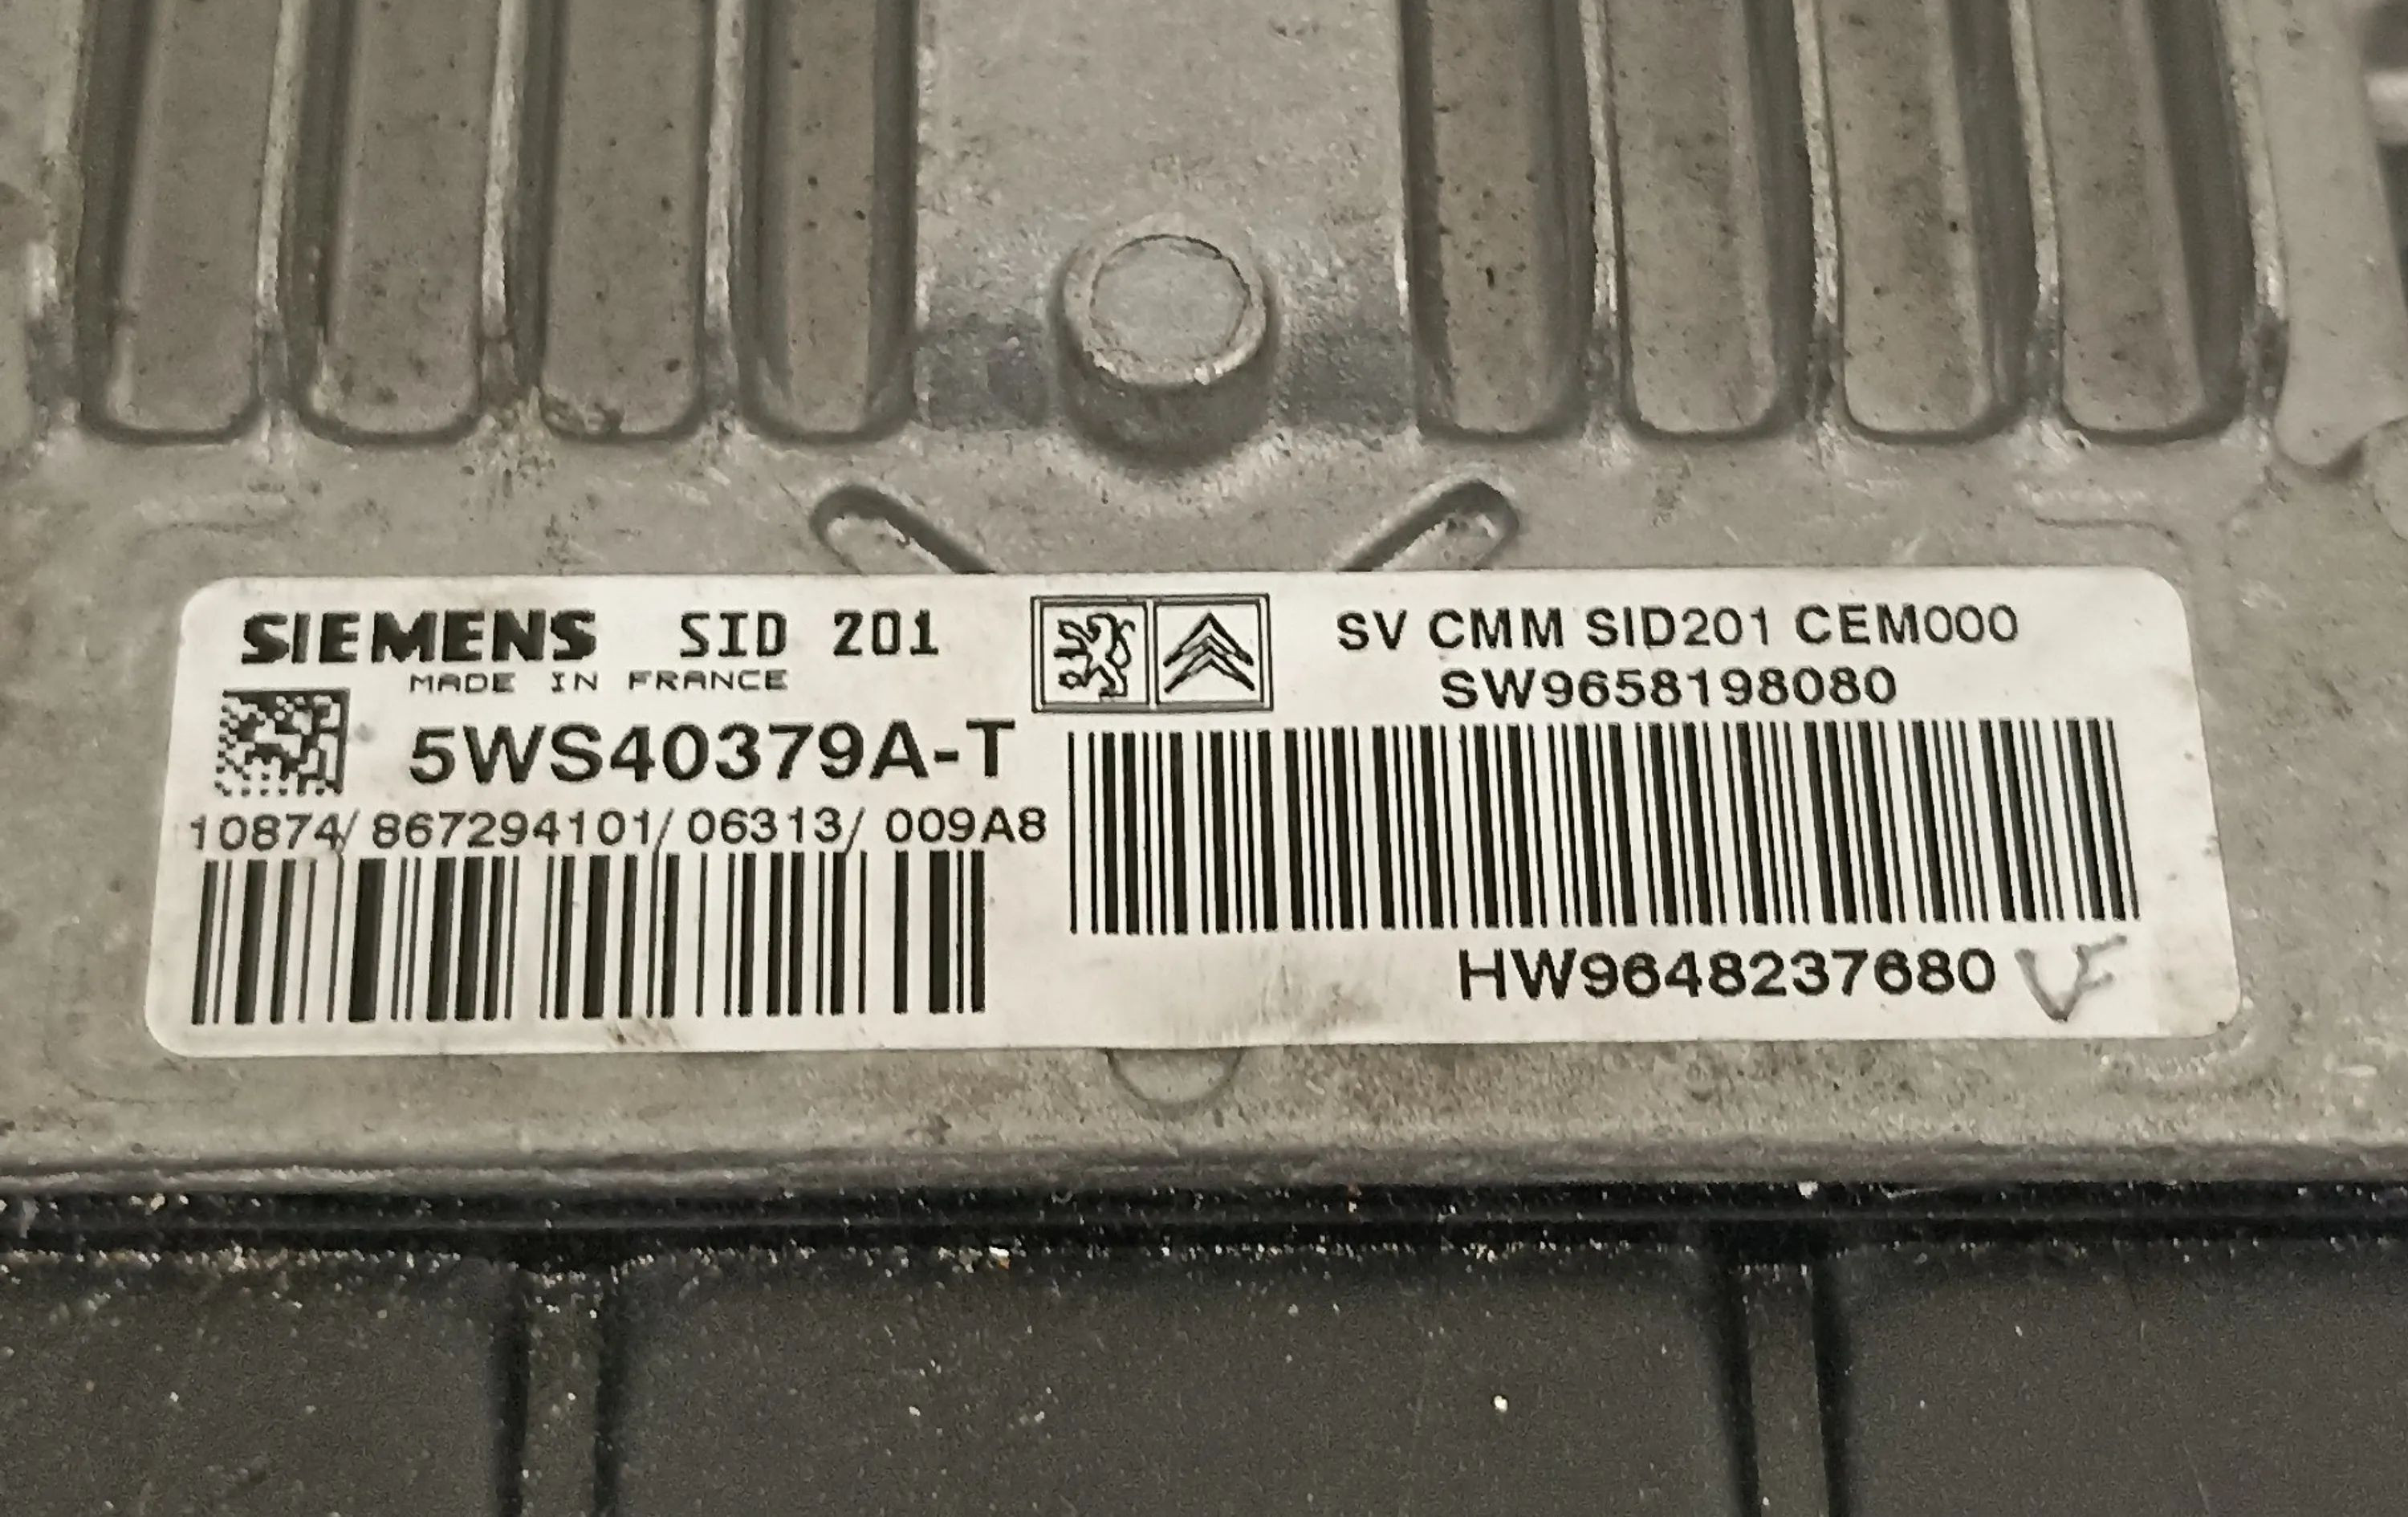 SIEMENS SID 201
MADE IN FRANCE
5WS40379A-T
10874/ 867294101/ 06313/ 009A8
SV CMM SID201 CEM000
SW9658198080
HW9648237680